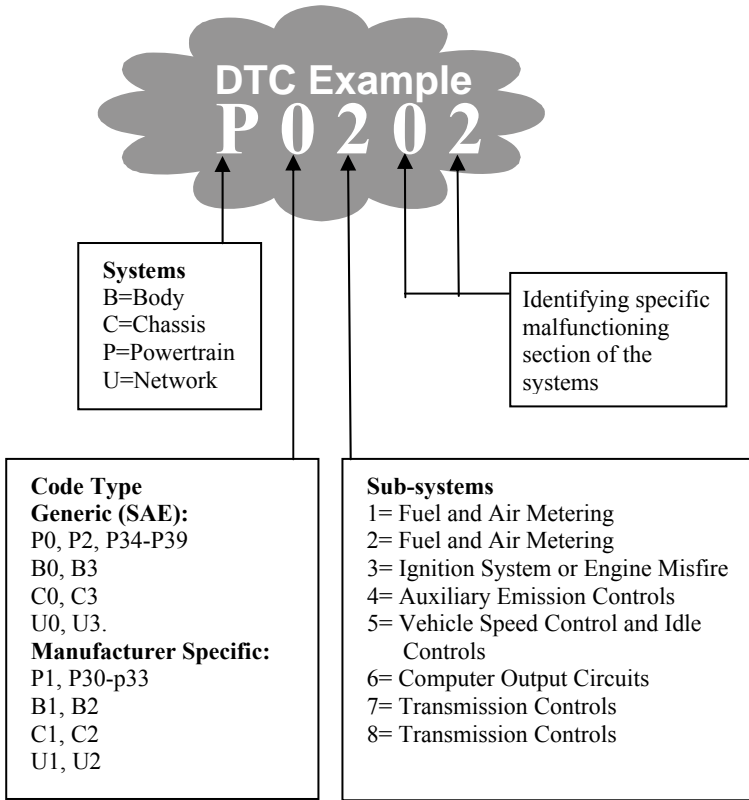 DTC Example
P 0 2 0 2
Systems
B=Body
C=Chassis
P=Powertrain
U=Network
Identifying specific
malfunctioning
section of the
systems
Code Type
Generic (SAE):
P0, P2, P34-P39
B0, B3
C0, C3
U0, U3.
Manufacturer Specific:
P1, P30-p33
B1, B2
C1, C2
U1, U2
Sub-systems
1= Fuel and Air Metering
2= Fuel and Air Metering
3= Ignition System or Engine Misfire
4= Auxiliary Emission Controls
5= Vehicle Speed Control and Idle
Controls
6= Computer Output Circuits
7= Transmission Controls
8= Transmission Controls